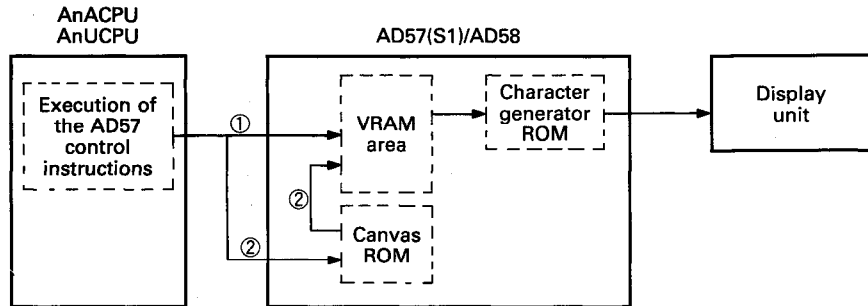 AnACPU
AnUCPU
AD57(S1)/AD58
Execution of
the AD57
control
instructions
①
VRAM
area
Character
generator
ROM
Display
unit
②
②
Canvas
ROM